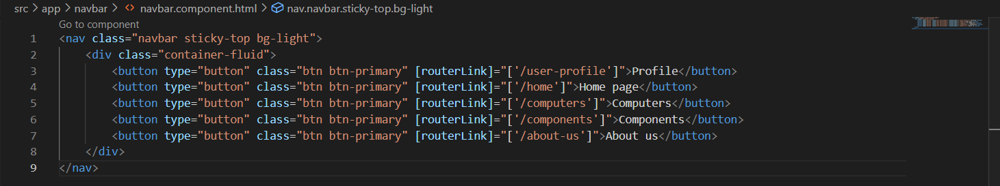 src > app > navbar > <> navbar.component.html > nav.navbar.sticky-top.bg-light
Go to component
1 <nav class="navbar sticky-top bg-light">
2     <div class="container-fluid">
3         <button type="button" class="btn btn-primary" [routerLink]="['/user-profile']">Profile</button>
4         <button type="button" class="btn btn-primary" [routerLink]="['/home']">Home page</button>
5         <button type="button" class="btn btn-primary" [routerLink]="['/computers']">Computers</button>
6         <button type="button" class="btn btn-primary" [routerLink]="['/components']">Components</button>
7         <button type="button" class="btn btn-primary" [routerLink]="['/about-us']">About us</button>
8     </div>
9 </nav>